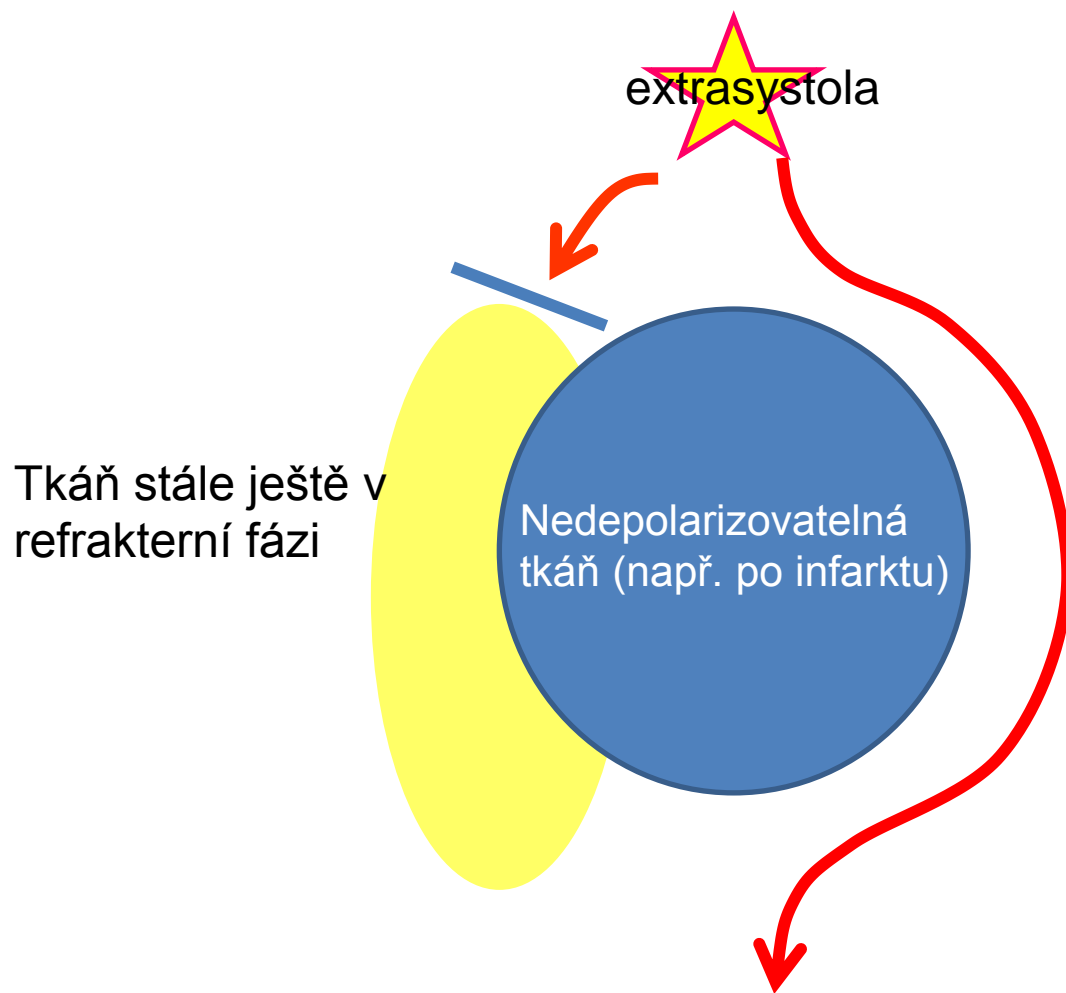 extrasystola
Tkáň stále ještě v
refrakterní fázi
Nedepolarizovatelná
tkáň (např. po infarktu)